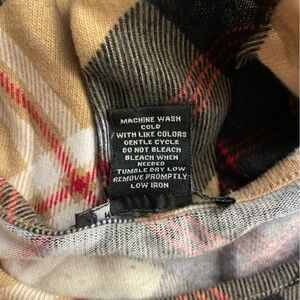 MACHINE WASH
COLD
WITH LIKE COLORS
GENTLE CYCLE
DO NOT BLEACH
BLEACH WHEN
NEEDED
TUMBLE DRY LOW
REMOVE PROMPTLY
LOW IRON